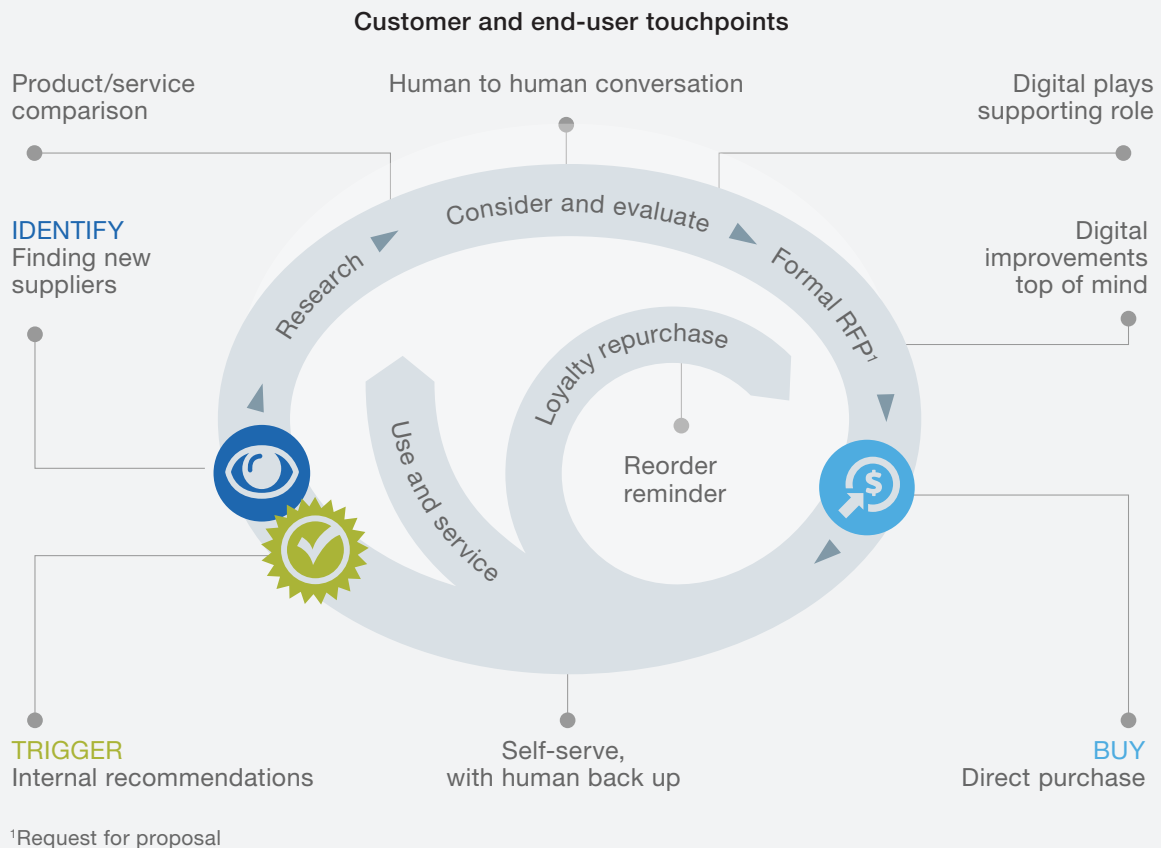 Customer and end-user touchpoints
Product/service
comparison
Human to human conversation
Digital plays
supporting role
IDENTIFY
Finding new
suppliers
Research
Consider and evaluate
Formal RFP¹
Digital
improvements
top of mind
Use and service
Loyalty repurchase
Reorder
reminder
$
TRIGGER
Internal recommendations
Self-serve,
with human back up
BUY
Direct purchase
¹Request for proposal